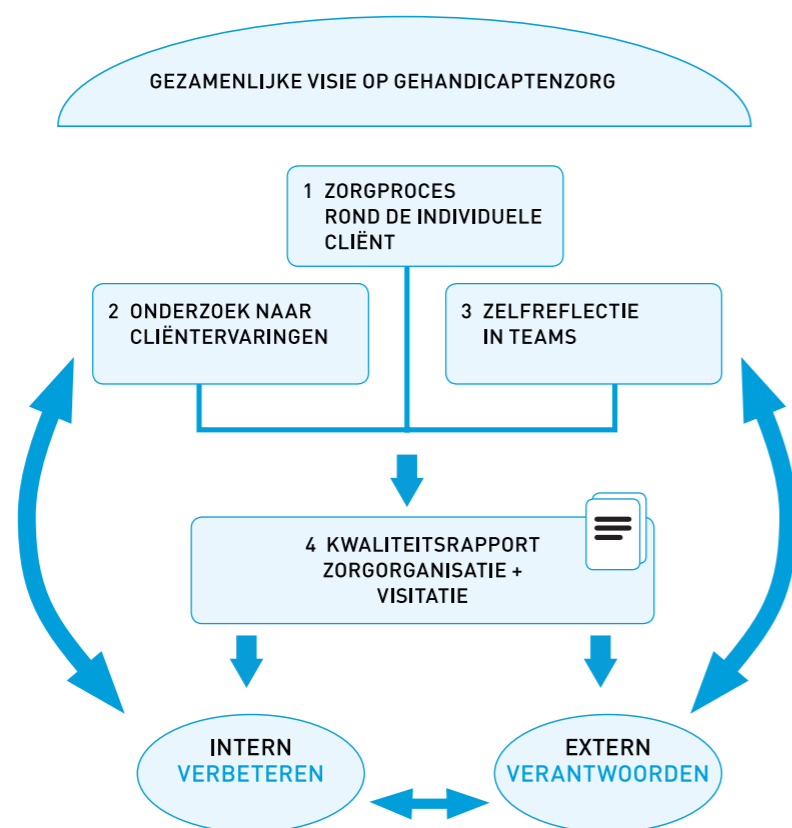 GEZAMENLIJKE VISIE OP GEHANDICAPTENZORG
1 ZORGPROCES
ROND DE INDIVIDUELE
CLIËNT
2 ONDERZOEK NAAR
CLIËNTERVARINGEN
3 ZELFREFLECTIE
IN TEAMS
4 KWALITEITSRAPPORT
ZORGORGANISATIE +
VISITATIE
INTERN
VERBETEREN
EXTERN
VERANTWOORDEN